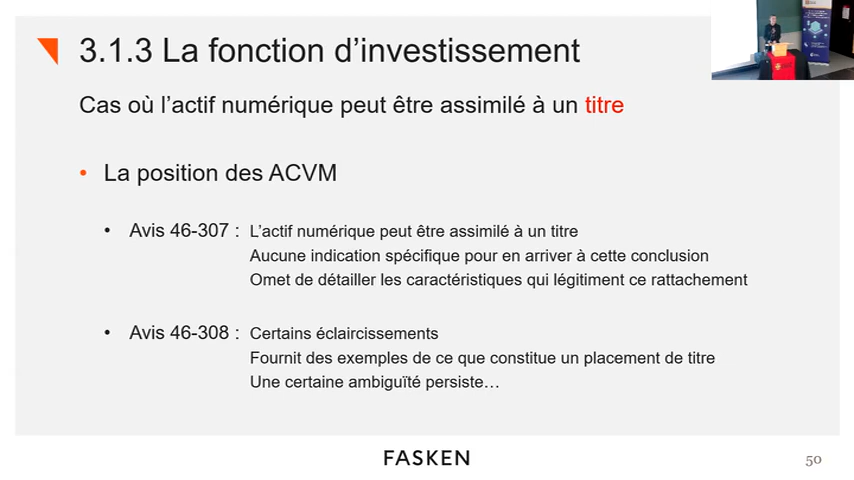 3.1.3 La fonction d’investissement
Cas où l’actif numérique peut être assimilé à un titre
• La position des ACVM
• Avis 46-307 : L’actif numérique peut être assimilé à un titre
Aucune indication spécifique pour en arriver à cette conclusion
Omet de détailler les caractéristiques qui légitiment ce rattachement
• Avis 46-308 : Certains éclaircissements
Fournit des exemples de ce que constitue un placement de titre
Une certaine ambiguïté persiste…
FASKEN
50